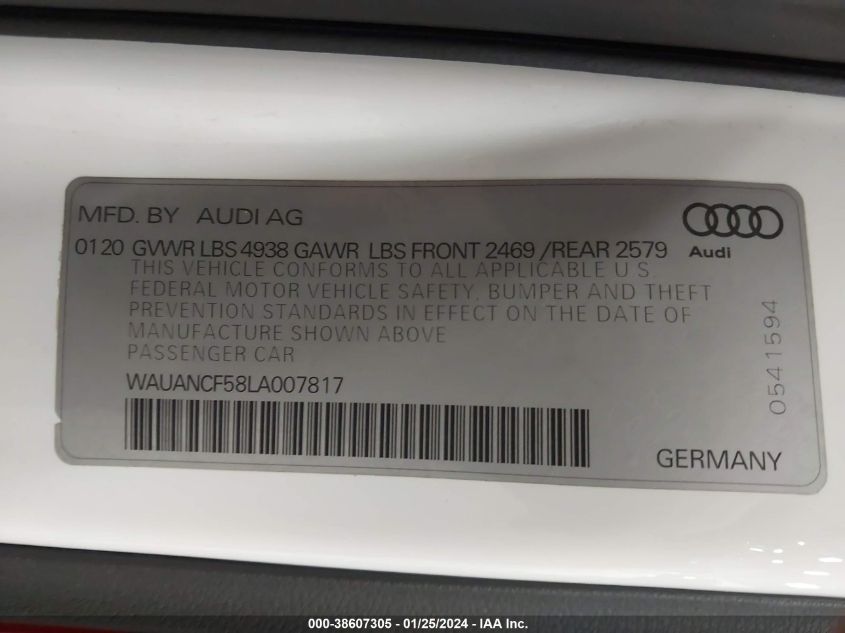 MFD. BY AUDI AG
0120 GVWR LBS 4938 GAWR LBS FRONT 2469 /REAR 2579
Audi
THIS VEHICLE CONFORMS TO ALL APPLICABLE U S
FEDERAL MOTOR VEHICLE SAFETY, BUMPER AND THEFT
PREVENTION STANDARDS IN EFFECT ON THE DATE OF
MANUFACTURE SHOWN ABOVE
PASSENGER CAR
WAUANCF58LA007817
0541594
GERMANY
000-38607305 - 01/25/2024 - IAA Inc.